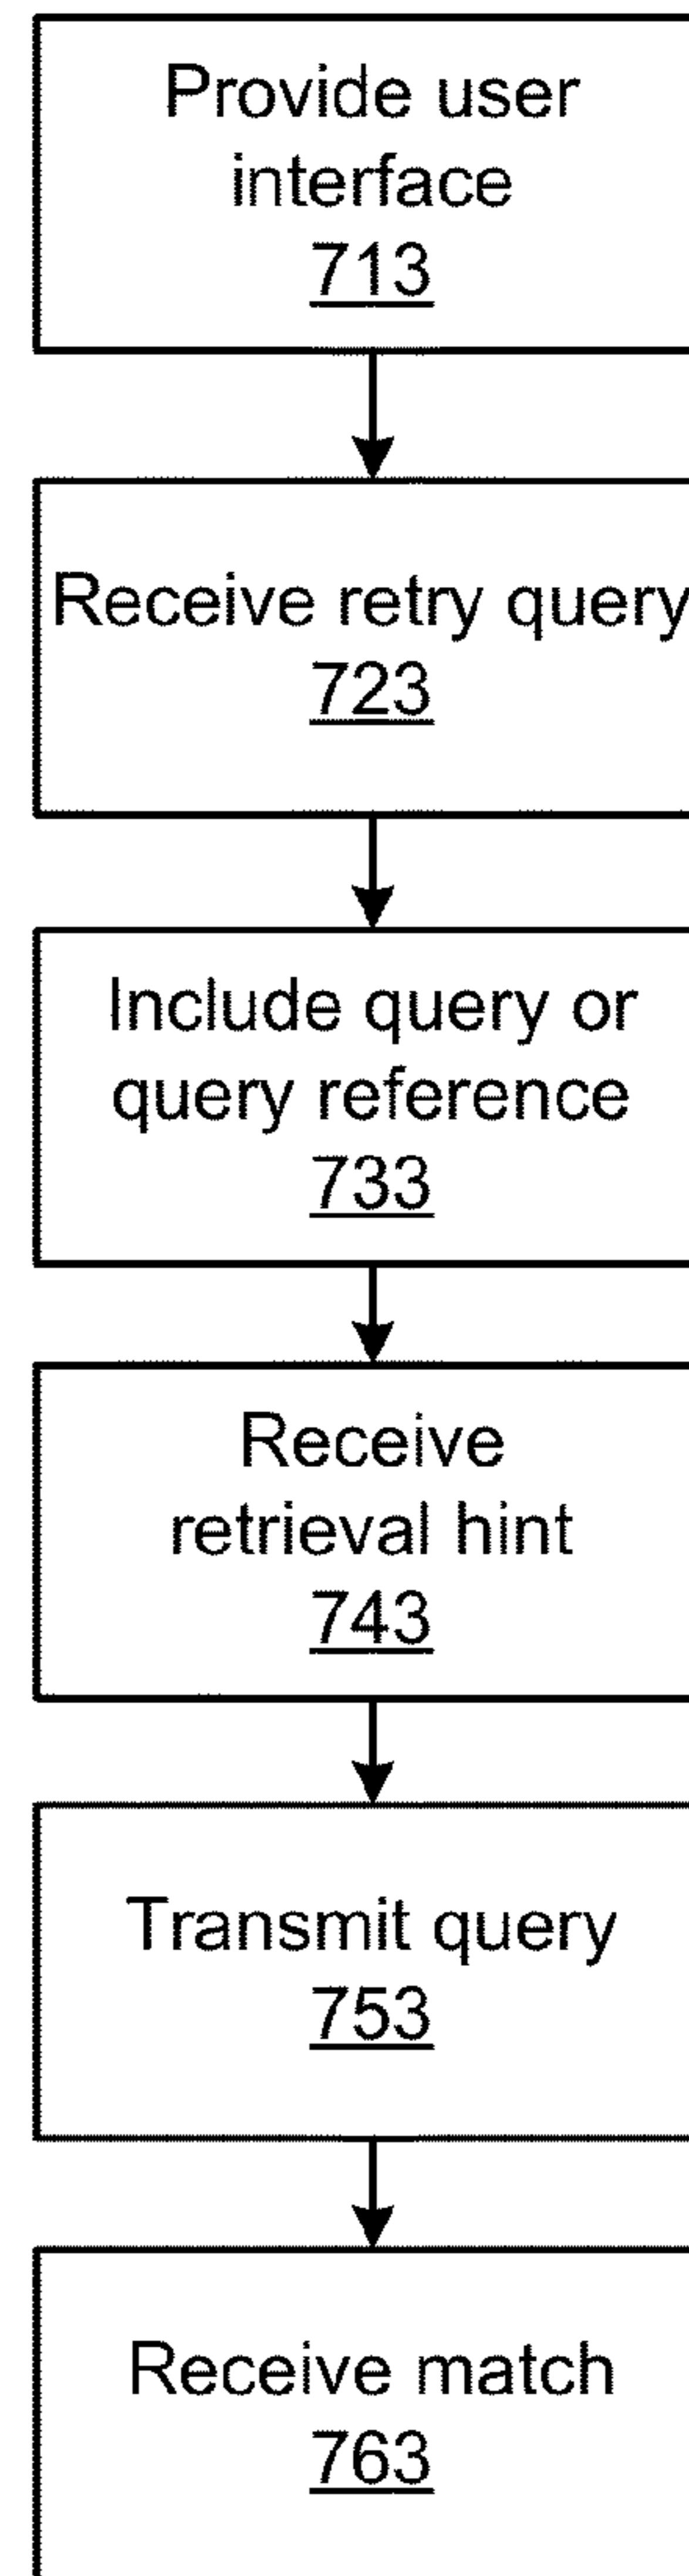 Provide user
interface
713
Receive retry query
723
Include query or
query reference
733
Receive
retrieval hint
743
Transmit query
753
Receive match
763